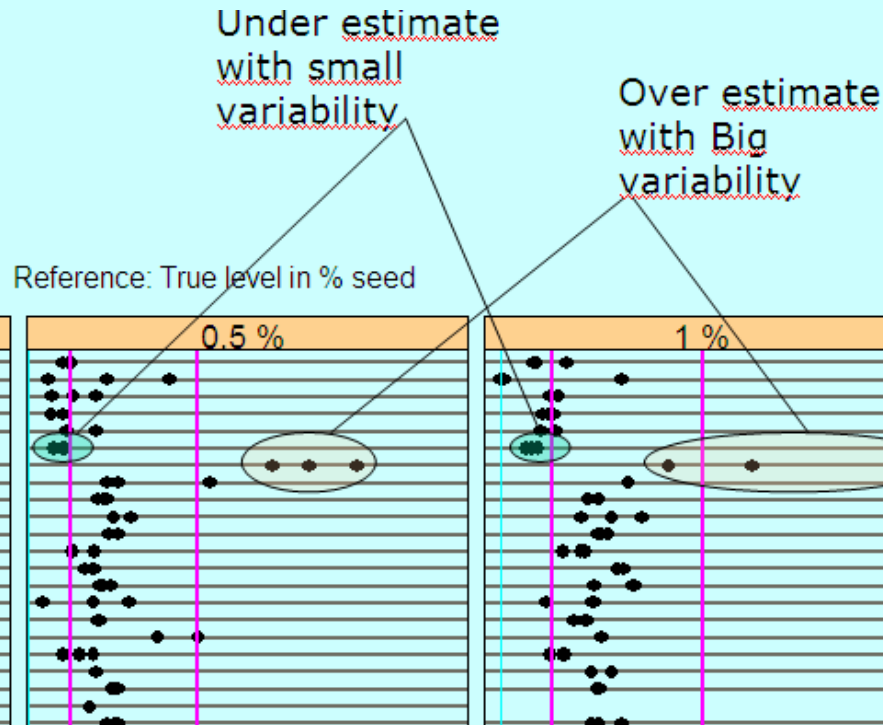 Under estimate
with small
variability
Over estimate
with Big
variability
Reference: True level in % seed
0.5 %
1 %